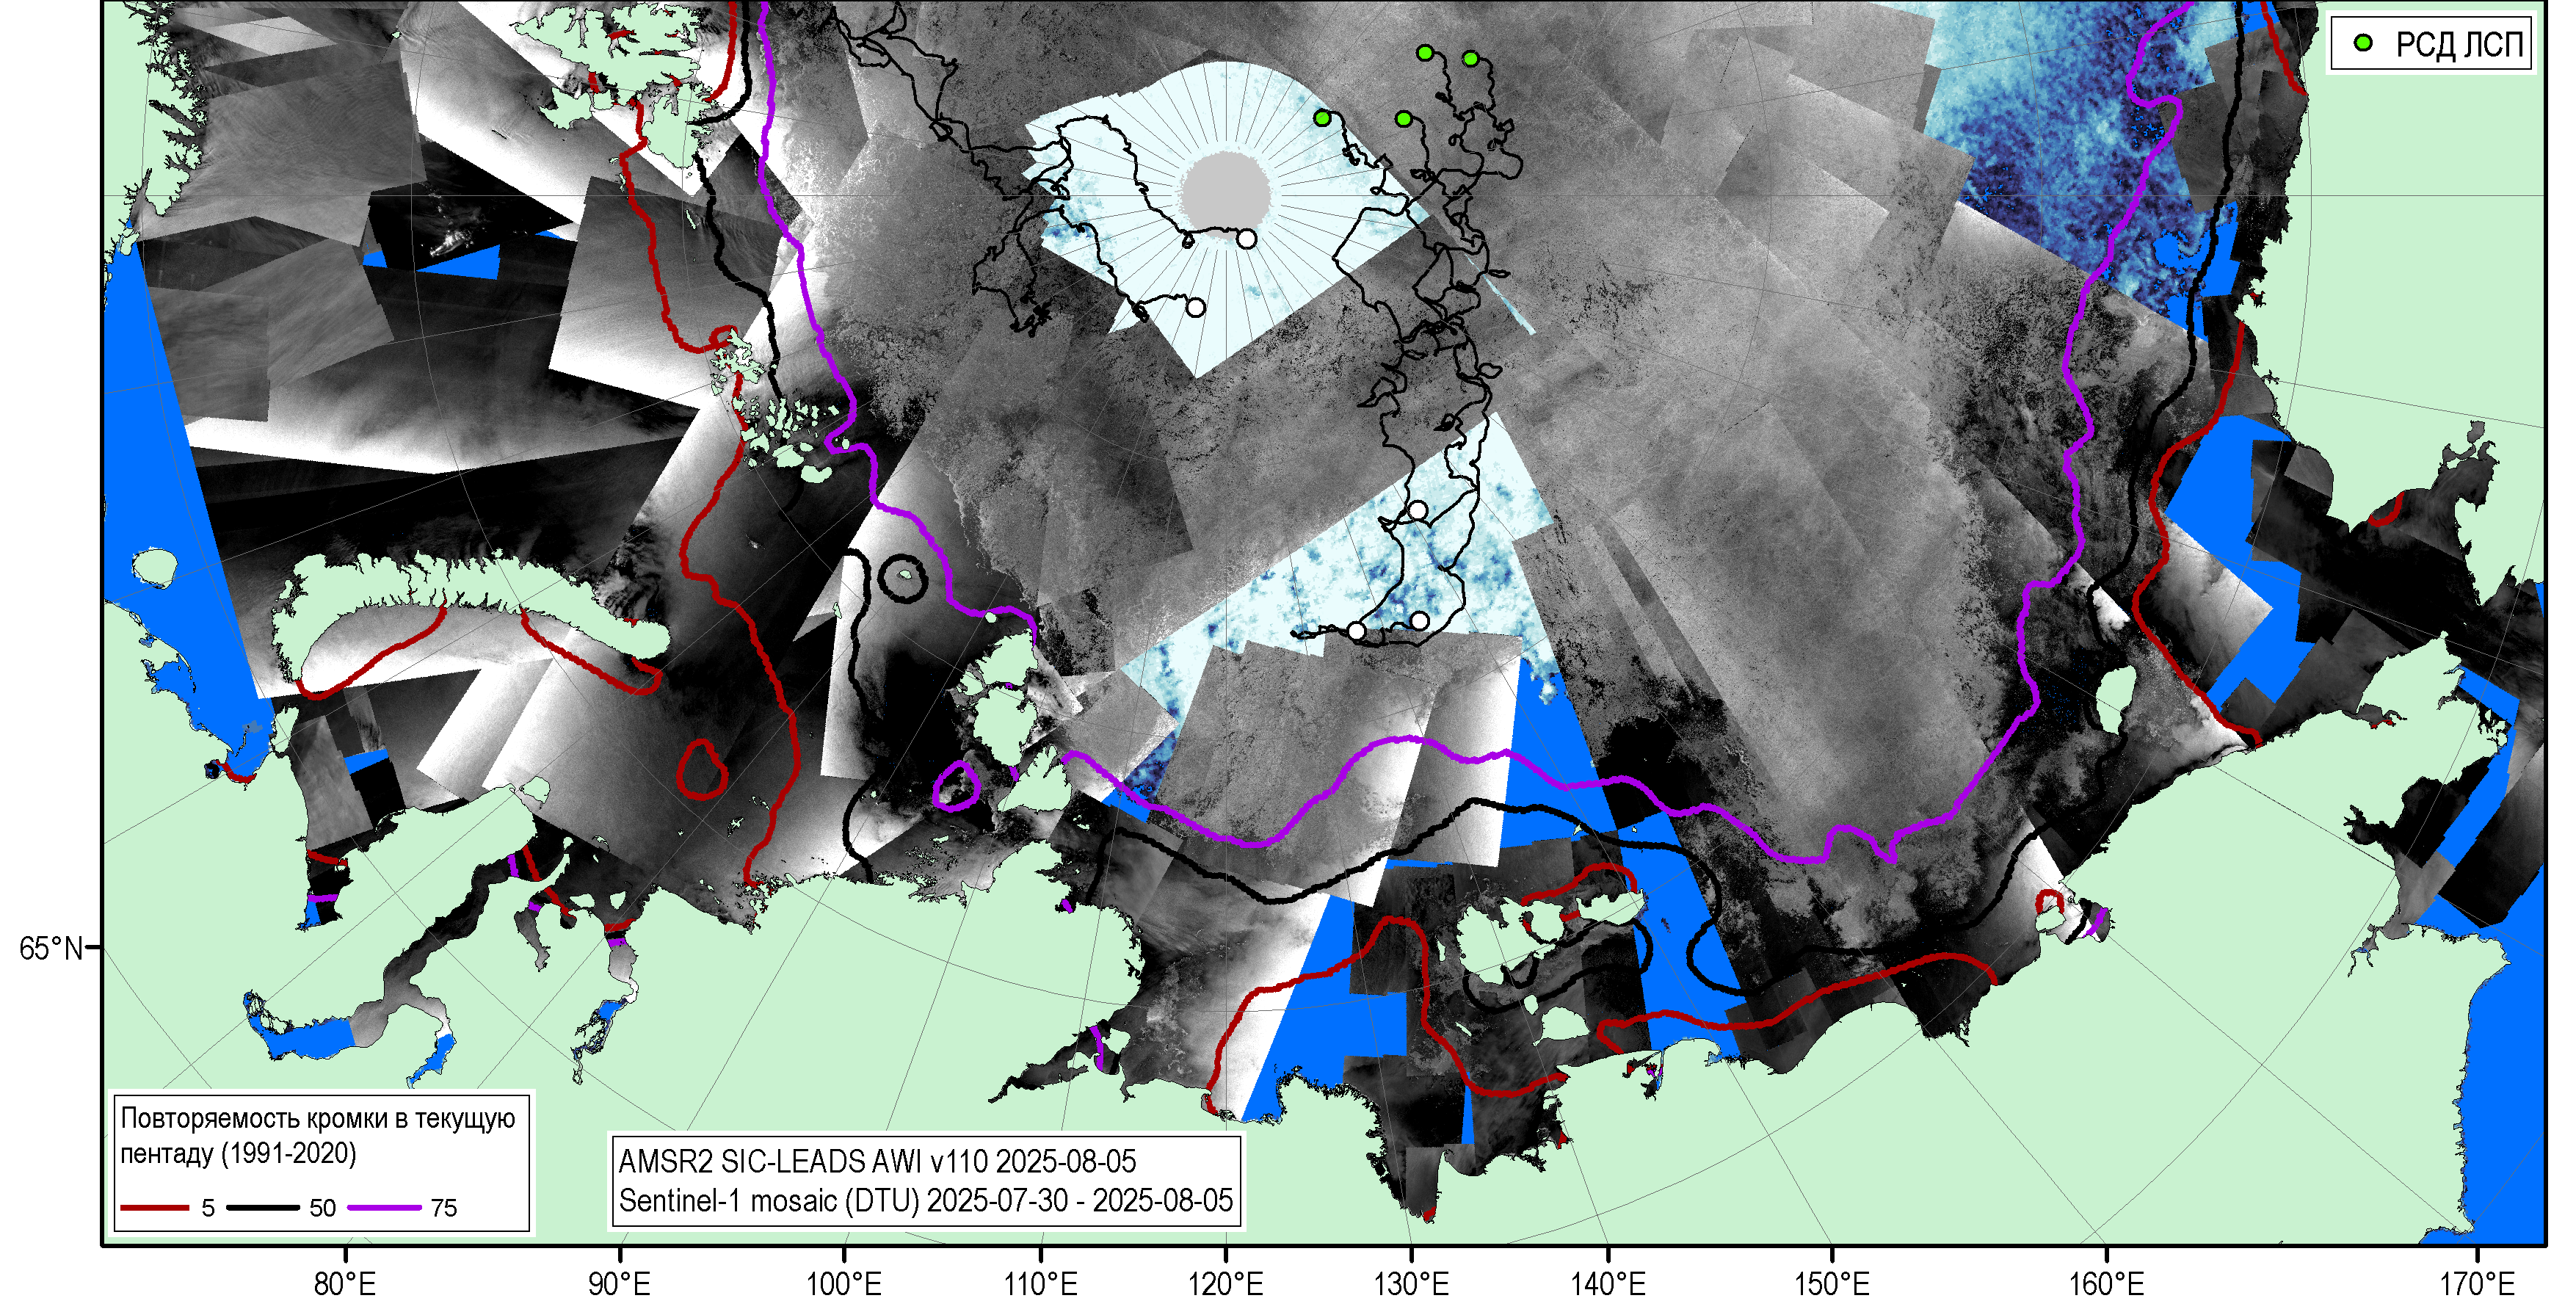 РСД ЛСП
65°N
Повторяемость кромки в текущую
пентаду (1991-2020)
5 50 75
AMSR2 SIC-LEADS AWI v110 2025-08-05
Sentinel-1 mosaic (DTU) 2025-07-30 - 2025-08-05
80°E 90°E 100°E 110°E 120°E 130°E 140°E 150°E 160°E 170°E